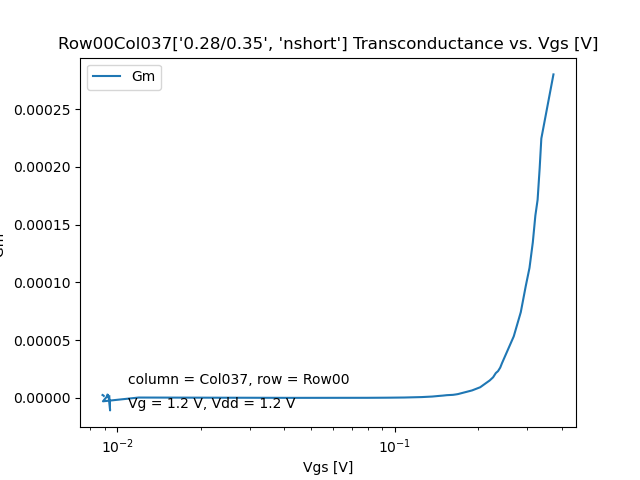 Row00Col037['0.28/0.35', 'nshort'] Transconductance vs. Vgs [V]
Gm
0.00025
0.00020
0.00015
0.00010
0.00005
0.00000
column = Col037, row = Row00
Vg = 1.2 V, Vdd = 1.2 V
10⁻²
10⁻¹
Vgs [V]